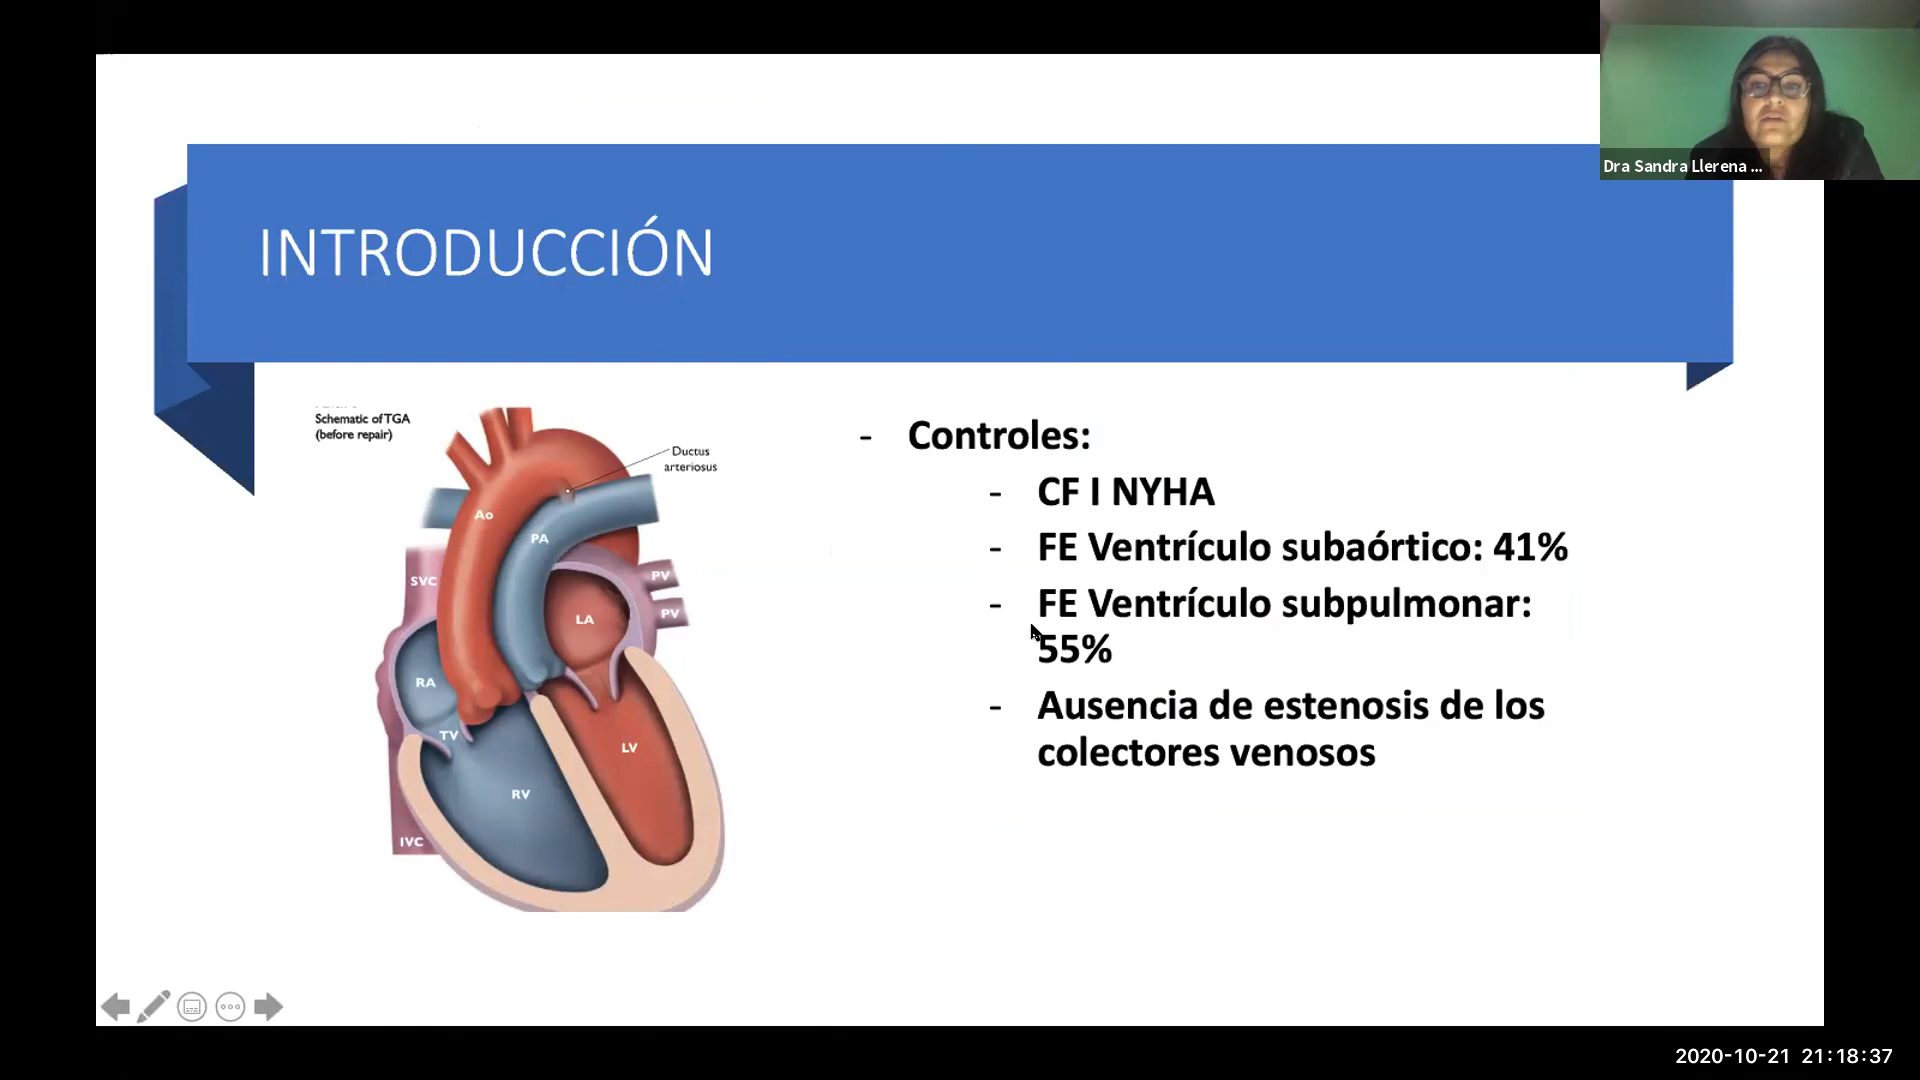 Dra Sandra Llerena ...
INTRODUCCIÓN
Schematic of TGA
(before repair)
Ductus
arteriosus
Ao
PA
SVC
PV
PV
LA
RA
TV
LV
RV
IVC
- Controles:
- CF I NYHA
- FE Ventrículo subaórtico: 41%
- FE Ventrículo subpulmonar:
55%
- Ausencia de estenosis de los
colectores venosos
2020-10-21 21:18:37